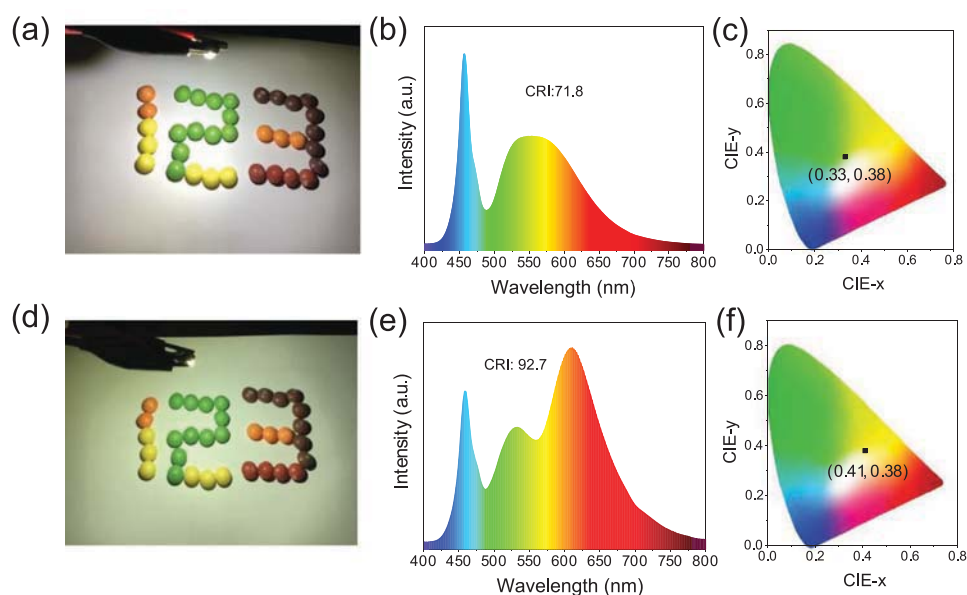 (a)
(b)
Intensity (a.u.)
CRI:71.8
400 450 500 550 600 650 700 750 800
Wavelength (nm)
(c)
CIE-y
0.8
0.6
0.4
0.2
0.0
(0.33, 0.38)
0.0 0.2 0.4 0.6 0.8
CIE-x
(d)
123
(e)
Intensity (a.u.)
CRI: 92.7
400 450 500 550 600 650 700 750 800
Wavelength (nm)
(f)
CIE-y
0.8
0.6
0.4
0.2
0.0
(0.41, 0.38)
0.0 0.2 0.4 0.6 0.8
CIE-x